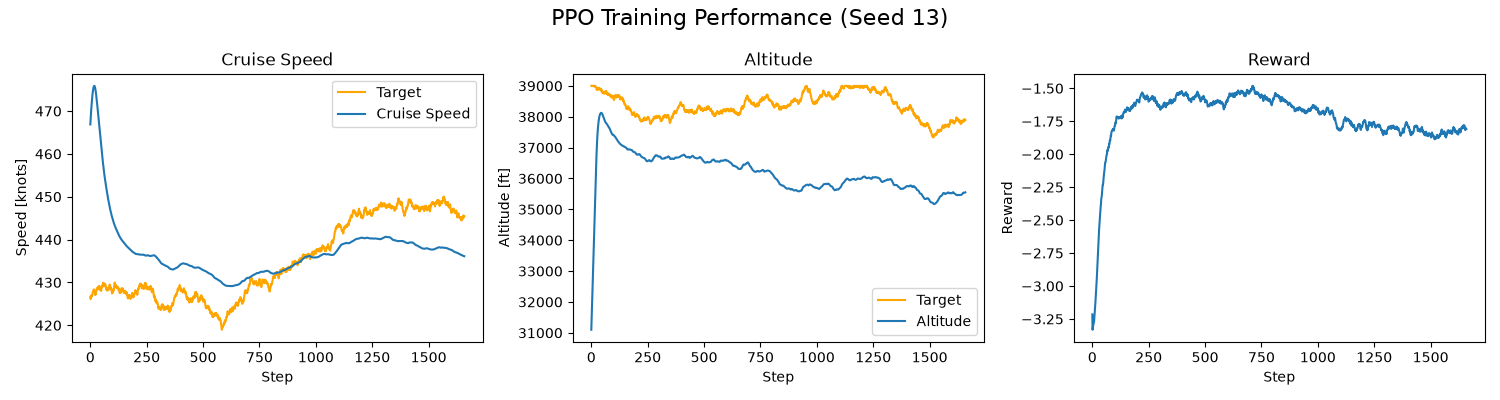 PPO Training Performance (Seed 13)
Cruise Speed
Target
Cruise Speed
Speed [knots]
470
460
450
440
430
420
0 250 500 750 1000 1250 1500
Step
Altitude
Target
Altitude
Altitude [ft]
39000
38000
37000
36000
35000
34000
33000
32000
31000
0 250 500 750 1000 1250 1500
Step
Reward
Reward
−1.50
−1.75
−2.00
−2.25
−2.50
−2.75
−3.00
−3.25
0 250 500 750 1000 1250 1500
Step